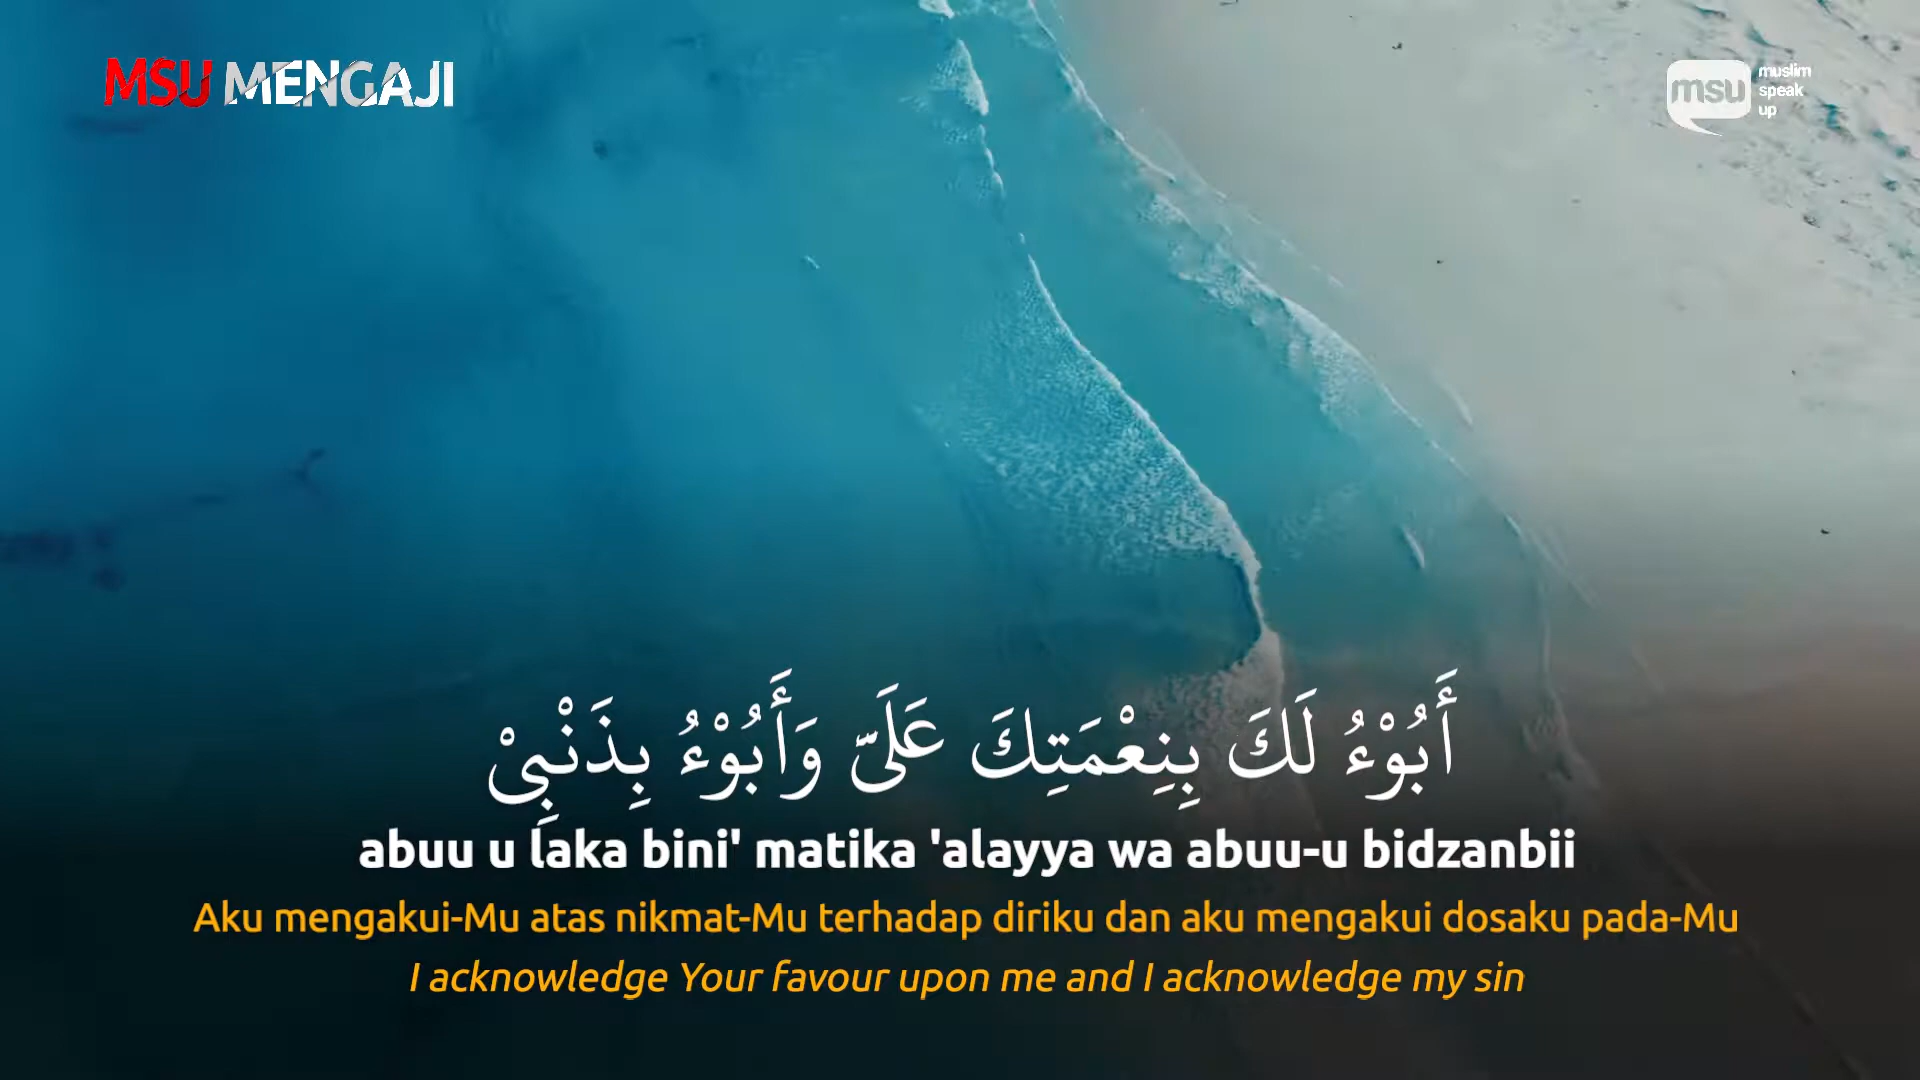 MSU MENGAJI
msu
muslim
speak
up
أَبُوْءُ لَكَ بِنِعْمَتِكَ عَلَيَّ وَأَبُوْءُ بِذَنْبِيْ
abuu u laka bini' matika 'alayya wa abuu-u bidzanbii
Aku mengakui-Mu atas nikmat-Mu terhadap diriku dan aku mengakui dosaku pada-Mu
I acknowledge Your favour upon me and I acknowledge my sin